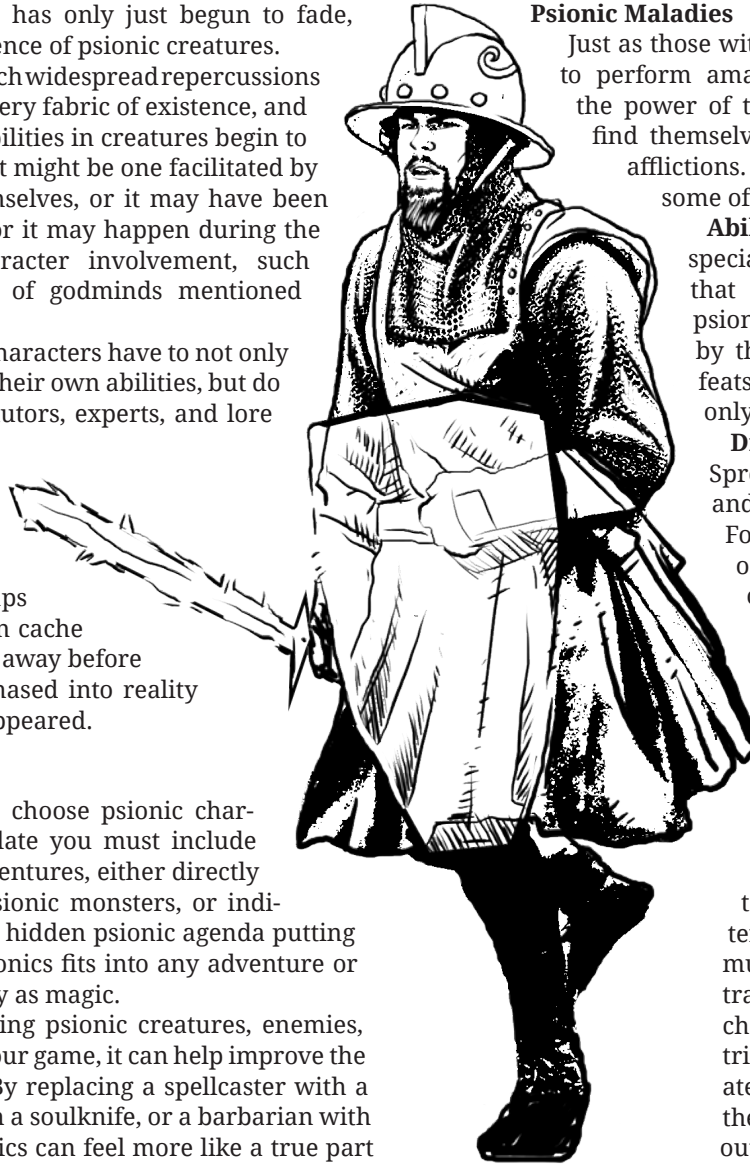 has only just begun to fade,
ence of psionic creatures.
ch widespread repercussions
ery fabric of existence, and
bilities in creatures begin to
t might be one facilitated by
nselves, or it may have been
or it may happen during the
racter involvement, such
of godminds mentioned
haracters have to not only
heir own abilities, but do
utors, experts, and lore
ps
n cache
away before
hased into reality
ppeared.
choose psionic char-
late you must include
entures, either directly
sionic monsters, or indi-
hidden psionic agenda putting
onics fits into any adventure or
y as magic.
ing psionic creatures, enemies,
our game, it can help improve the
By replacing a spellcaster with a
n a soulknife, or a barbarian with
ics can feel more like a true part
Psionic Maladies
Just as those wit
to perform ama
the power of t
find themselv
afflictions.
some of
Abil
specia
that
psion
by th
feats
only
Di
Spre
and
Fo
o
t
te
mu
tra
ch
tri
ate
the
ou